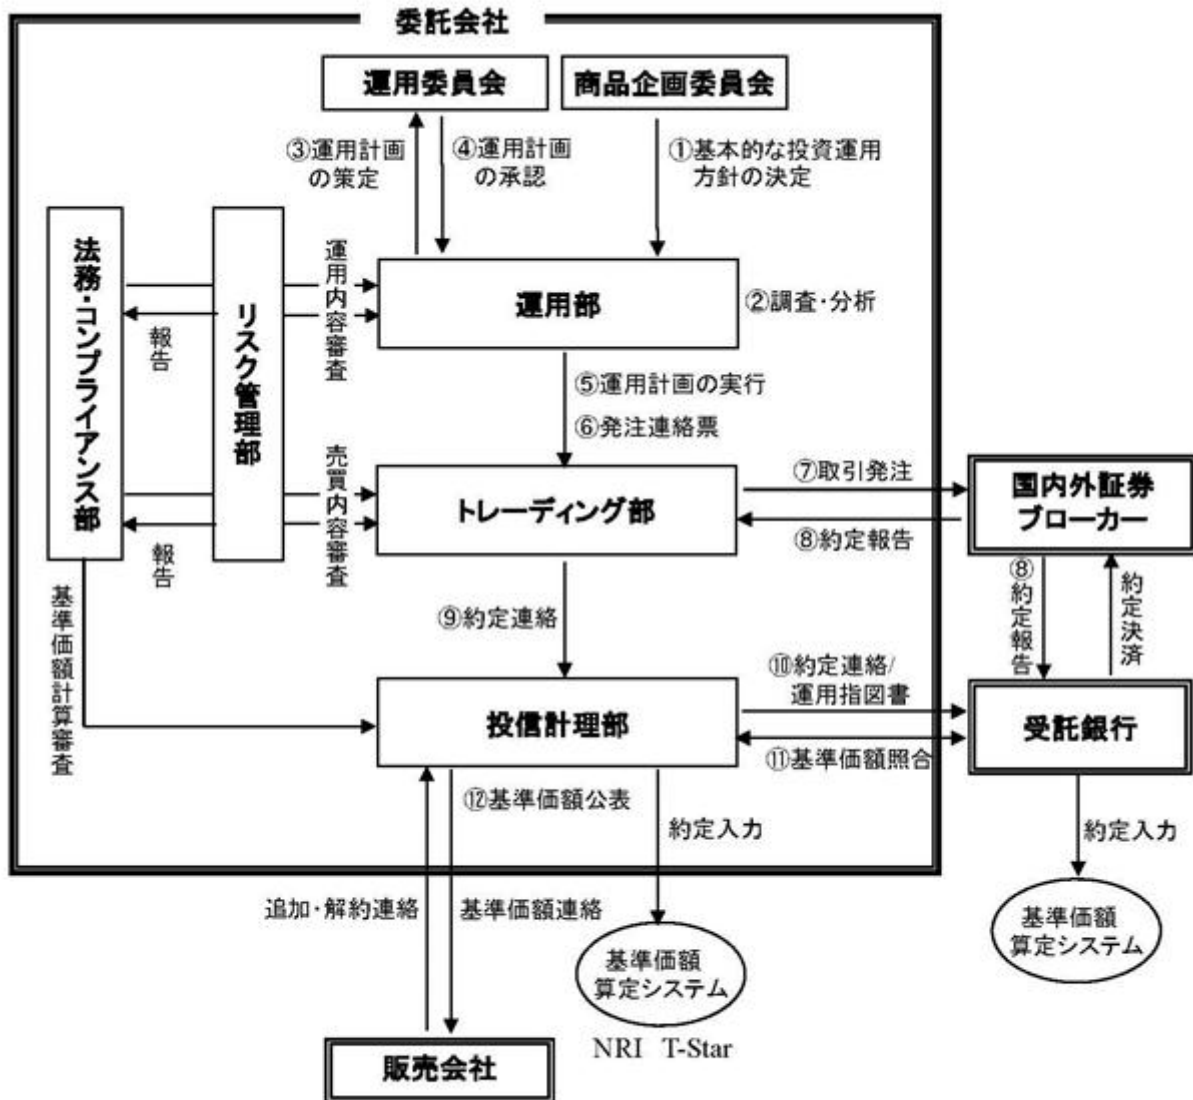 委託会社
運用委員会
商品企画委員会
③運用計画
の策定
④運用計画
の承認
①基本的な投資運用
方針の決定
法務・コンプライアンス部
リスク管理部
運用内容審査
報告
運用部
②調査・分析
⑤運用計画の実行
⑥発注連絡票
売買内容審査
報告
トレーディング部
⑦取引発注
⑧約定報告
国内外証券
ブローカー
⑧約定報告
約定決済
基準価額計算審査
⑨約定連絡
投信計理部
⑩約定連絡/
運用指図書
⑪基準価額照合
受託銀行
⑫基準価額公表
約定入力
約定入力
追加・解約連絡
基準価額連絡
基準価額
算定システム
NRI T-Star
基準価額
算定システム
販売会社